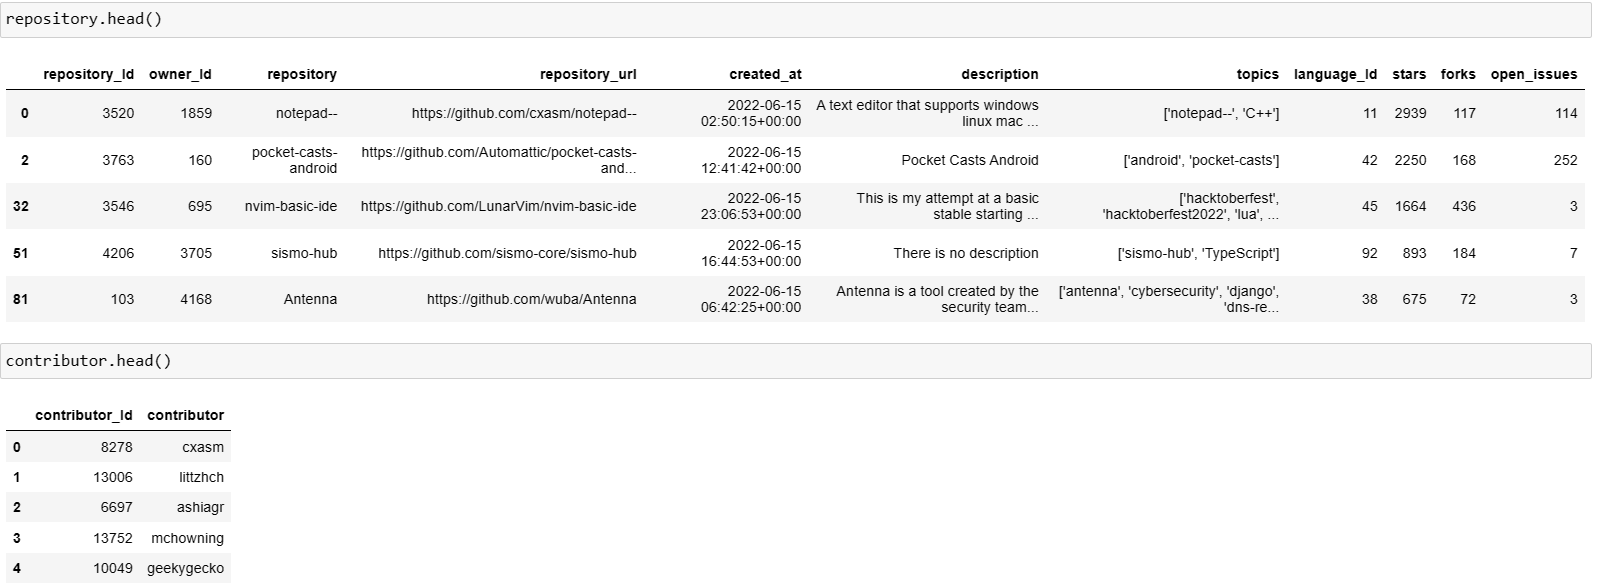 repository.head()
repository_Id owner_Id repository repository_url created_at description topics language_Id stars forks open_issues
0 3520 1859 notepad-- https://github.com/cxasm/notepad-- 2022-06-15 02:50:15+00:00 A text editor that supports windows linux mac ... ['notepad--', 'C++'] 11 2939 117 114
2 3763 160 pocket-casts-android https://github.com/Automattic/pocket-casts-and... 2022-06-15 12:41:42+00:00 Pocket Casts Android ['android', 'pocket-casts'] 42 2250 168 252
32 3546 695 nvim-basic-ide https://github.com/LunarVim/nvim-basic-ide 2022-06-15 23:06:53+00:00 This is my attempt at a basic stable starting ... ['hacktoberfest', 'hacktoberfest2022', 'lua', ... 45 1664 436 3
51 4206 3705 sismo-hub https://github.com/sismo-core/sismo-hub 2022-06-15 16:44:53+00:00 There is no description ['sismo-hub', 'TypeScript'] 92 893 184 7
81 103 4168 Antenna https://github.com/wuba/Antenna 2022-06-15 06:42:25+00:00 Antenna is a tool created by the security team... ['antenna', 'cybersecurity', 'django', 'dns-re... 38 675 72 3
contributor.head()
contributor_Id contributor
0 8278 cxasm
1 13006 littzhch
2 6697 ashiagr
3 13752 mchowning
4 10049 geekygecko